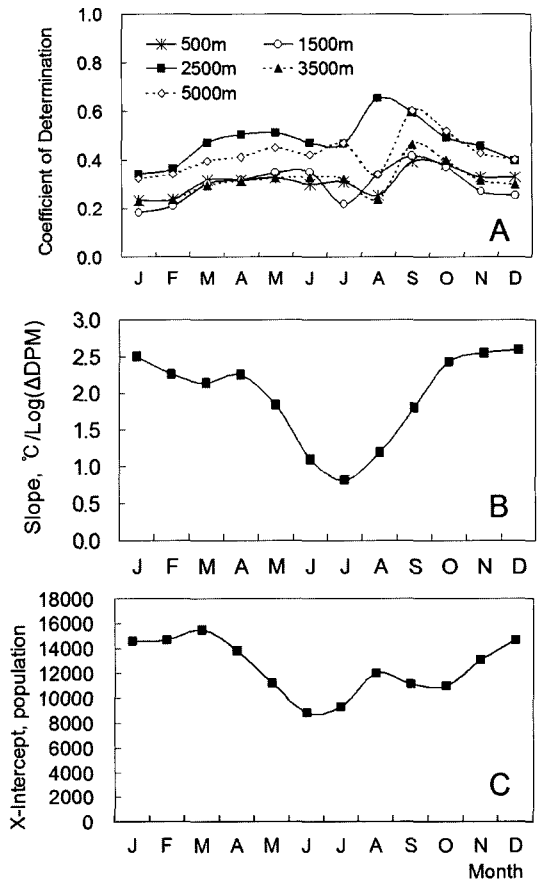 1.0
0.8
0.6
0.4
0.2
0.0
Coefficient of Determination
500m 1500m
2500m 3500m
5000m
A
J F M A M J J A S O N D
3.0
2.5
2.0
1.5
1.0
0.5
0.0
Slope, ℃/Log(ΔDPM)
B
J F M A M J J A S O N D
18000
16000
14000
12000
10000
8000
6000
4000
2000
0
X-Intercept, population
C
J F M A M J J A S O N D
Month